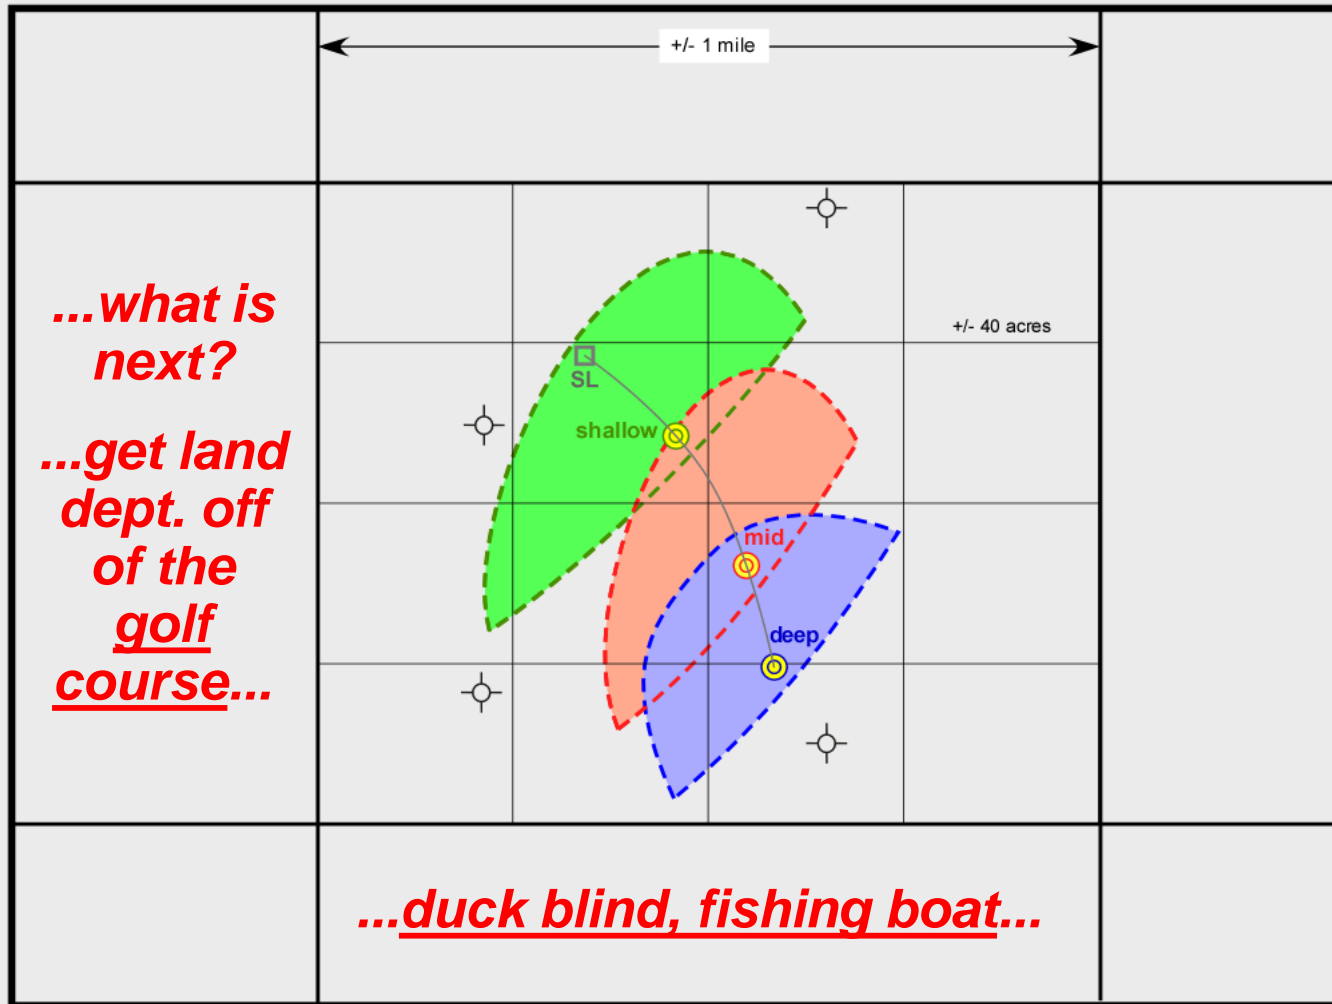 +/- 1 mile
...what is
next?
...get land
dept. off
of the
golf
course...
+/- 40 acres
SL
shallow
mid
deep
...duck blind, fishing boat...